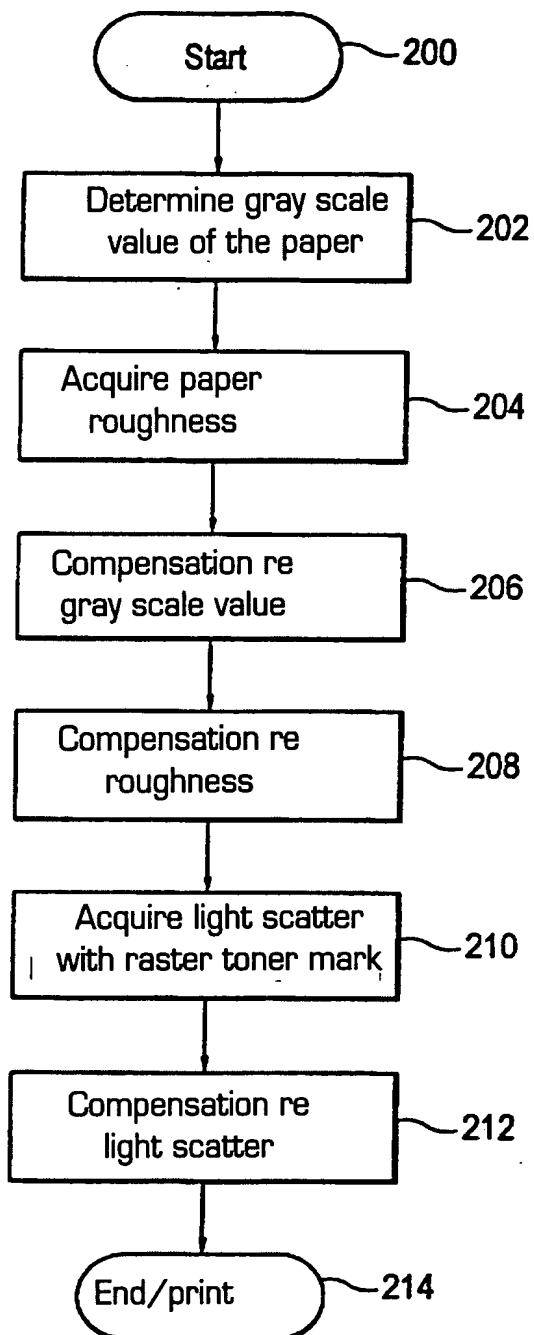 Start
200
Determine gray scale
value of the paper
202
Acquire paper
roughness
204
Compensation re
gray scale value
206
Compensation re
roughness
208
Acquire light scatter
with raster toner mark
210
Compensation re
light scatter
212
End/print
214